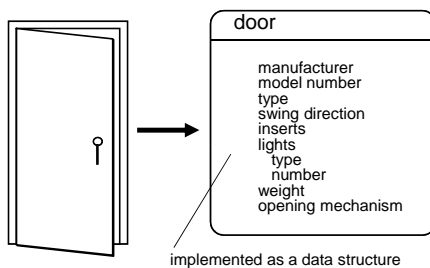 door
manufacturer
model number
type
swing direction
inserts
lights
type
number
weight
opening mechanism
implemented as a data structure